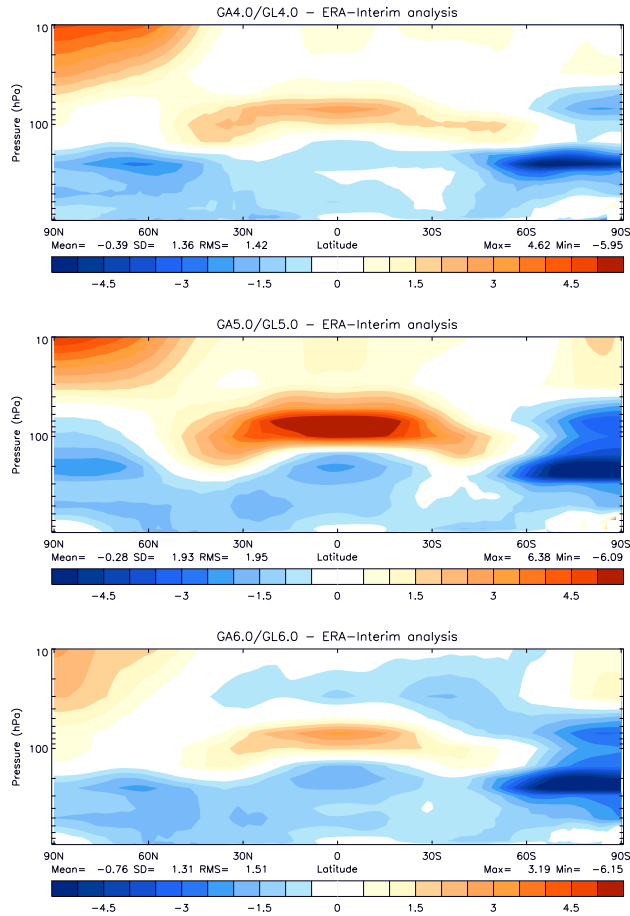 GA4.0/GL4.0 - ERA-Interim analysis
Pressure (hPa)
10
100
90N 60N 30N 0 30S 60S 90S
Mean= -0.39 SD= 1.36 RMS= 1.42 Latitude Max= 4.62 Min= -5.95
-4.5 -3 -1.5 0 1.5 3 4.5
GA5.0/GL5.0 - ERA-Interim analysis
Pressure (hPa)
10
100
90N 60N 30N 0 30S 60S 90S
Mean= -0.28 SD= 1.93 RMS= 1.95 Latitude Max= 6.38 Min= -6.09
-4.5 -3 -1.5 0 1.5 3 4.5
GA6.0/GL6.0 - ERA-Interim analysis
Pressure (hPa)
10
100
90N 60N 30N 0 30S 60S 90S
Mean= -0.76 SD= 1.31 RMS= 1.51 Latitude Max= 3.19 Min= -6.15
-4.5 -3 -1.5 0 1.5 3 4.5